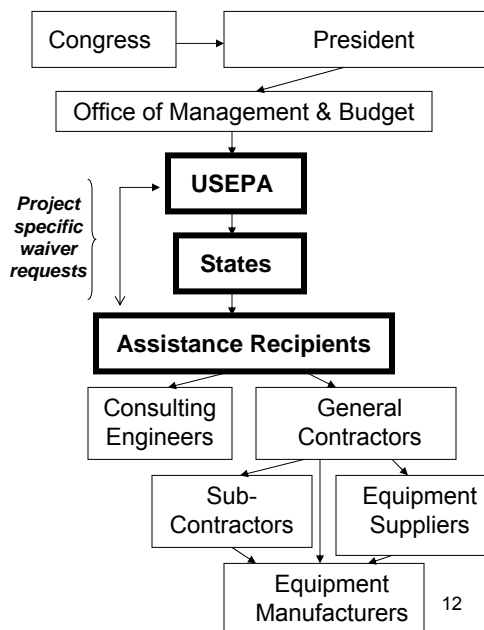 Congress
President
Office of Management & Budget
USEPA
Project
specific
waiver
requests
States
Assistance Recipients
Consulting
Engineers
General
Contractors
Sub-
Contractors
Equipment
Suppliers
Equipment
Manufacturers
12